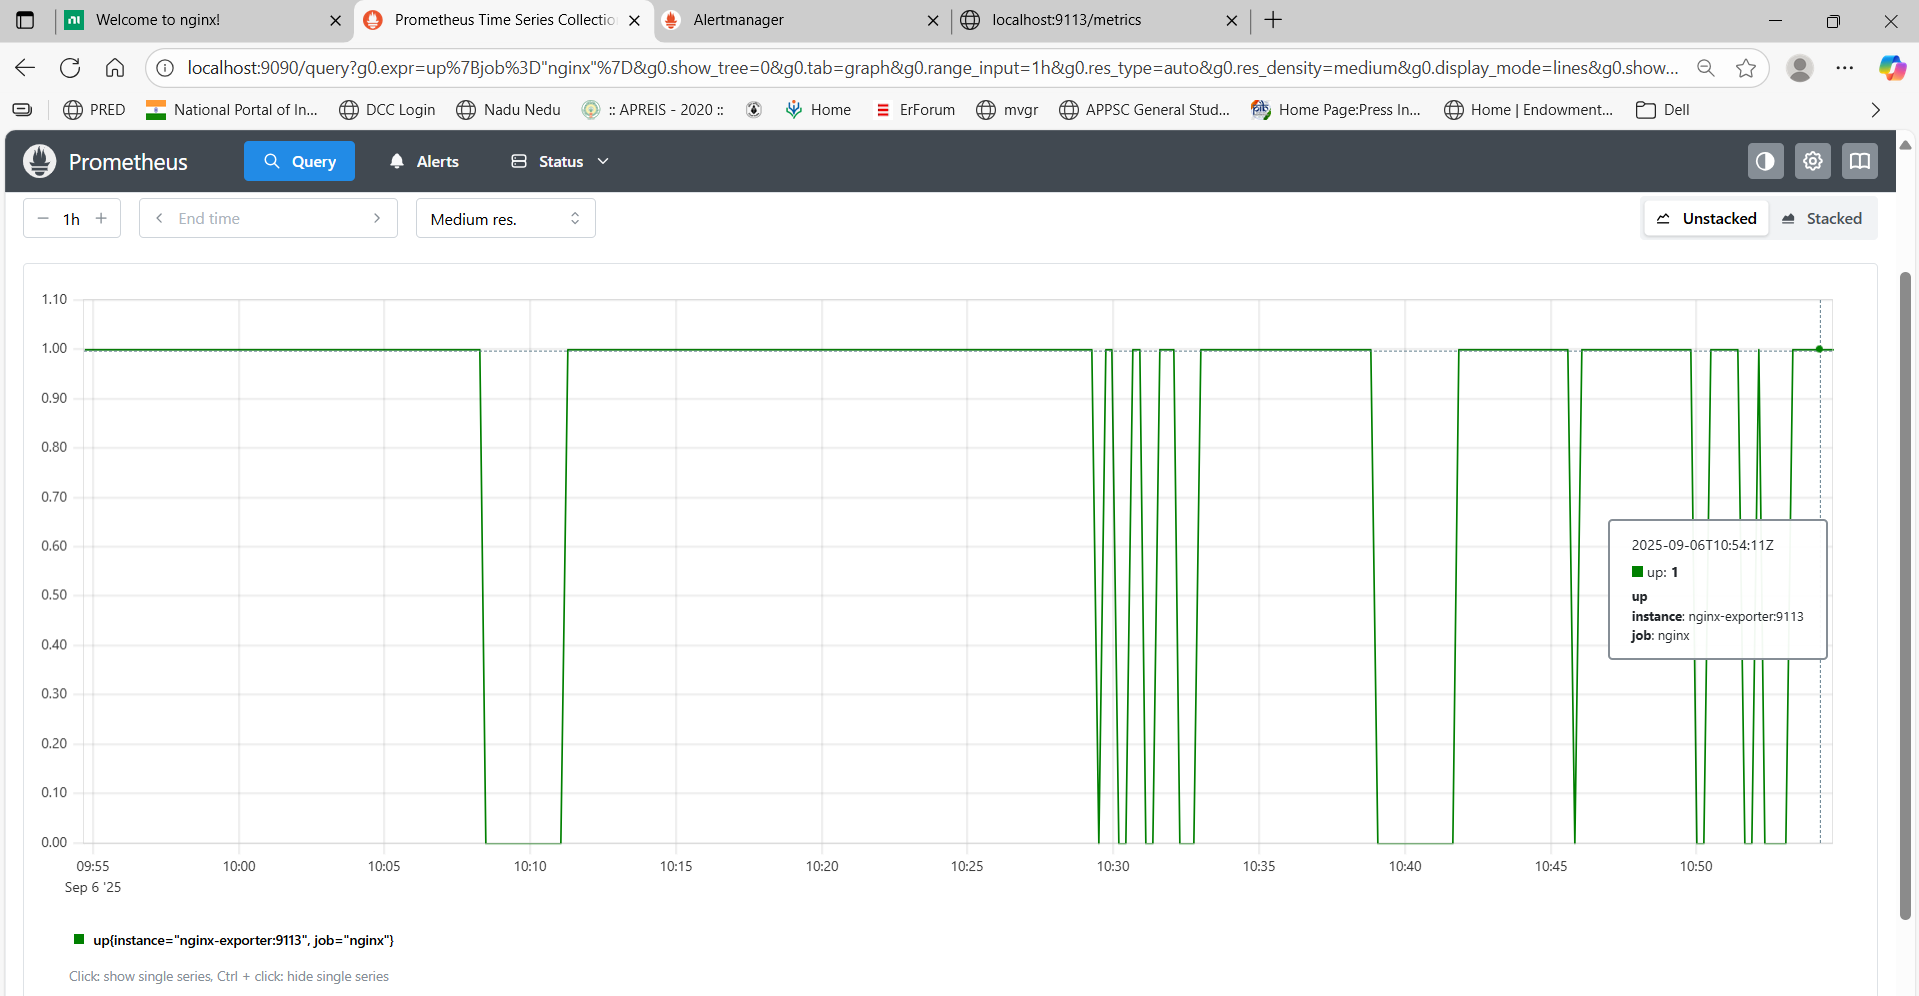 Welcome to nginx!
Prometheus Time Series Collectio
Alertmanager
localhost:9113/metrics
localhost:9090/query?g0.expr=up%7Bjob%3D"nginx"%7D&g0.show_tree=0&g0.tab=graph&g0.range_input=1h&g0.res_type=auto&g0.res_density=medium&g0.display_mode=lines&g0.show...
PRED
National Portal of In...
DCC Login
Nadu Nedu
:: APREIS - 2020 ::
Home
ErForum
mvgr
APPSC General Stud...
Home Page:Press In...
Home | Endowment...
Dell
Prometheus
Query
Alerts
Status
1h
End time
Medium res.
Unstacked
Stacked
1.10
1.00
0.90
0.80
0.70
0.60
0.50
0.40
0.30
0.20
0.10
0.00
2025-09-06T10:54:11Z
up: 1
up
instance: nginx-exporter:9113
job: nginx
09:55
10:00
10:05
10:10
10:15
10:20
10:25
10:30
10:35
10:40
10:45
10:50
Sep 6 '25
up{instance="nginx-exporter:9113", job="nginx"}
Click: show single series, Ctrl + click: hide single series